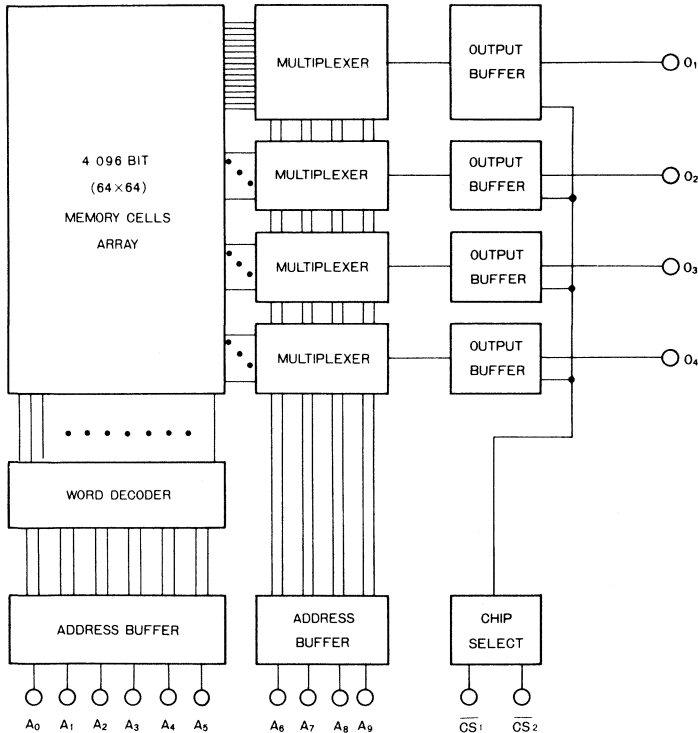 4 096 BIT
(64×64)
MEMORY CELLS
ARRAY
MULTIPLEXER
OUTPUT
BUFFER
O1
MULTIPLEXER
OUTPUT
BUFFER
O2
MULTIPLEXER
OUTPUT
BUFFER
O3
MULTIPLEXER
OUTPUT
BUFFER
O4
WORD DECODER
ADDRESS BUFFER
ADDRESS
BUFFER
CHIP
SELECT
A0 A1 A2 A3 A4 A5 A6 A7 A8 A9 C̅S̅1 C̅S̅2